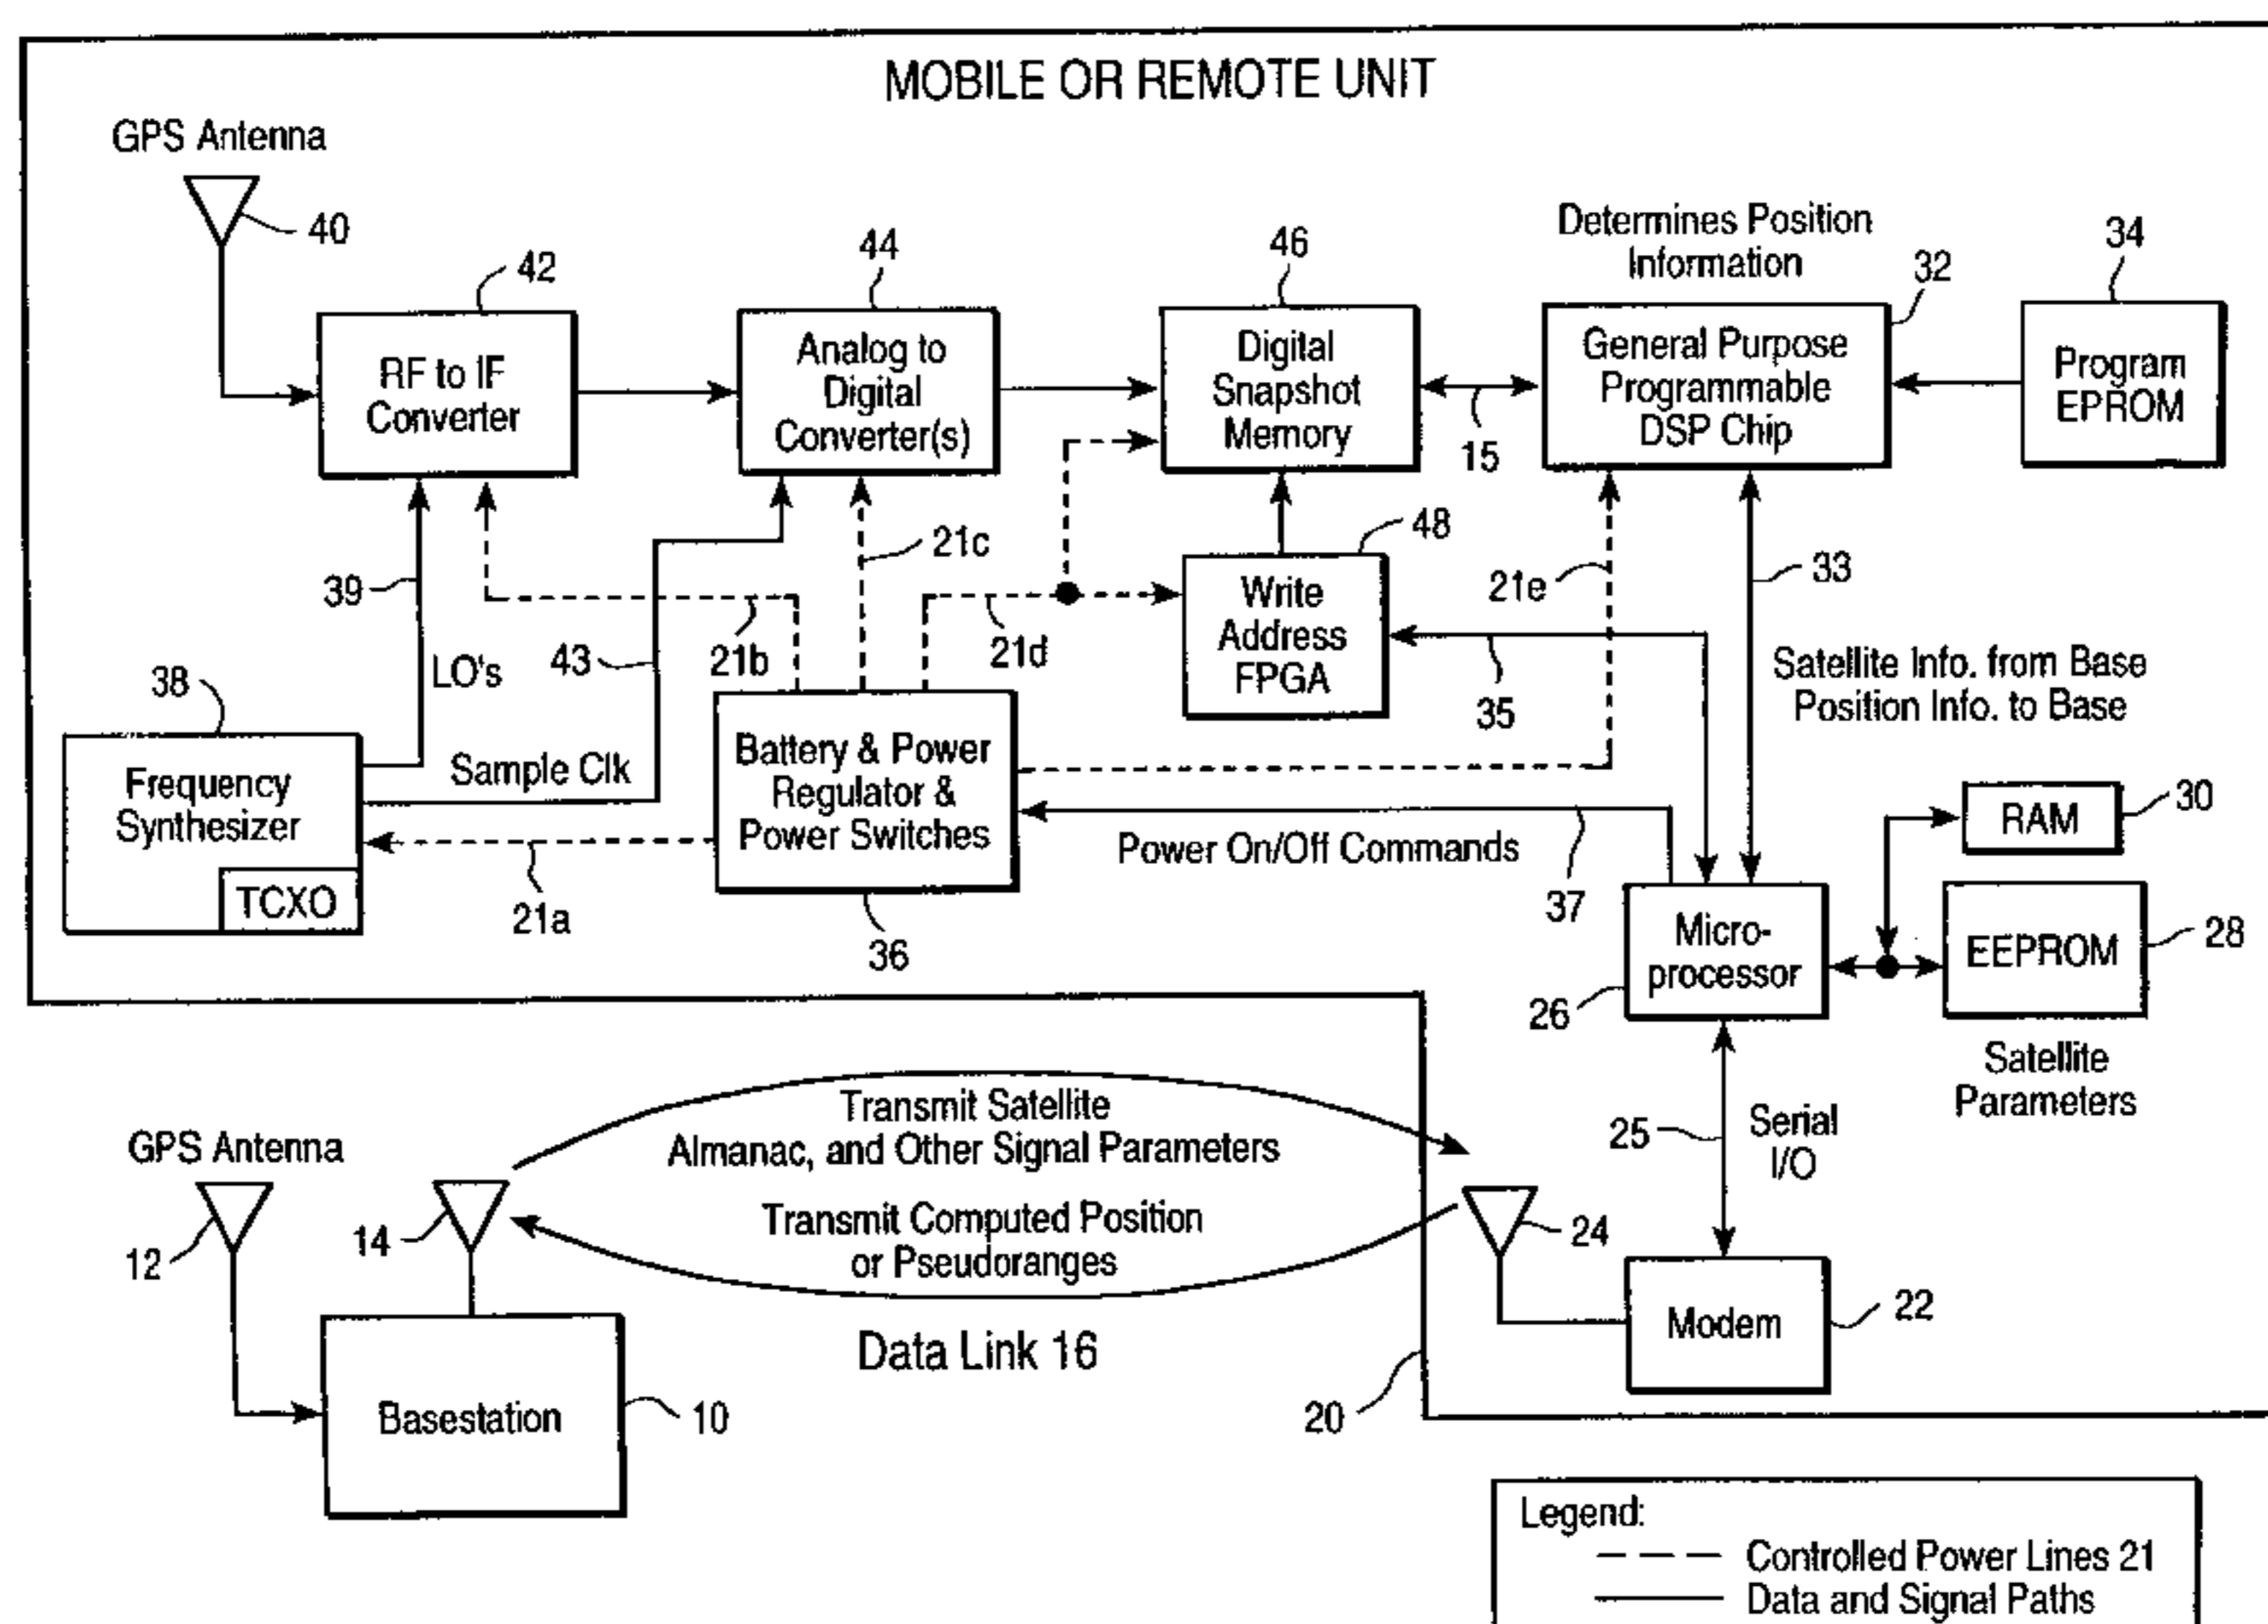 MOBILE OR REMOTE UNIT
GPS Antenna
40
42
RF to IF
Converter
44
Analog to
Digital
Converter(s)
46
Digital
Snapshot
Memory
15
Determines Position
Information
32
General Purpose
Programmable
DSP Chip
34
Program
EPROM
39
LO's
43
21b
21c
21d
48
Write
Address
FPGA
21e
33
35
Satellite Info. from Base
Position Info. to Base
38
Frequency
Synthesizer
TCXO
Sample Clk
21a
Battery & Power
Regulator &
Power Switches
36
Power On/Off Commands
37
RAM
30
Micro-
processor
26
EEPROM
28
Satellite
Parameters
25
Serial
I/O
GPS Antenna
12
14
Transmit Satellite
Almanac, and Other Signal Parameters
Transmit Computed Position
or Pseudoranges
Data Link 16
24
Modem
22
Basestation
10
20
Legend:
Controlled Power Lines 21
Data and Signal Paths